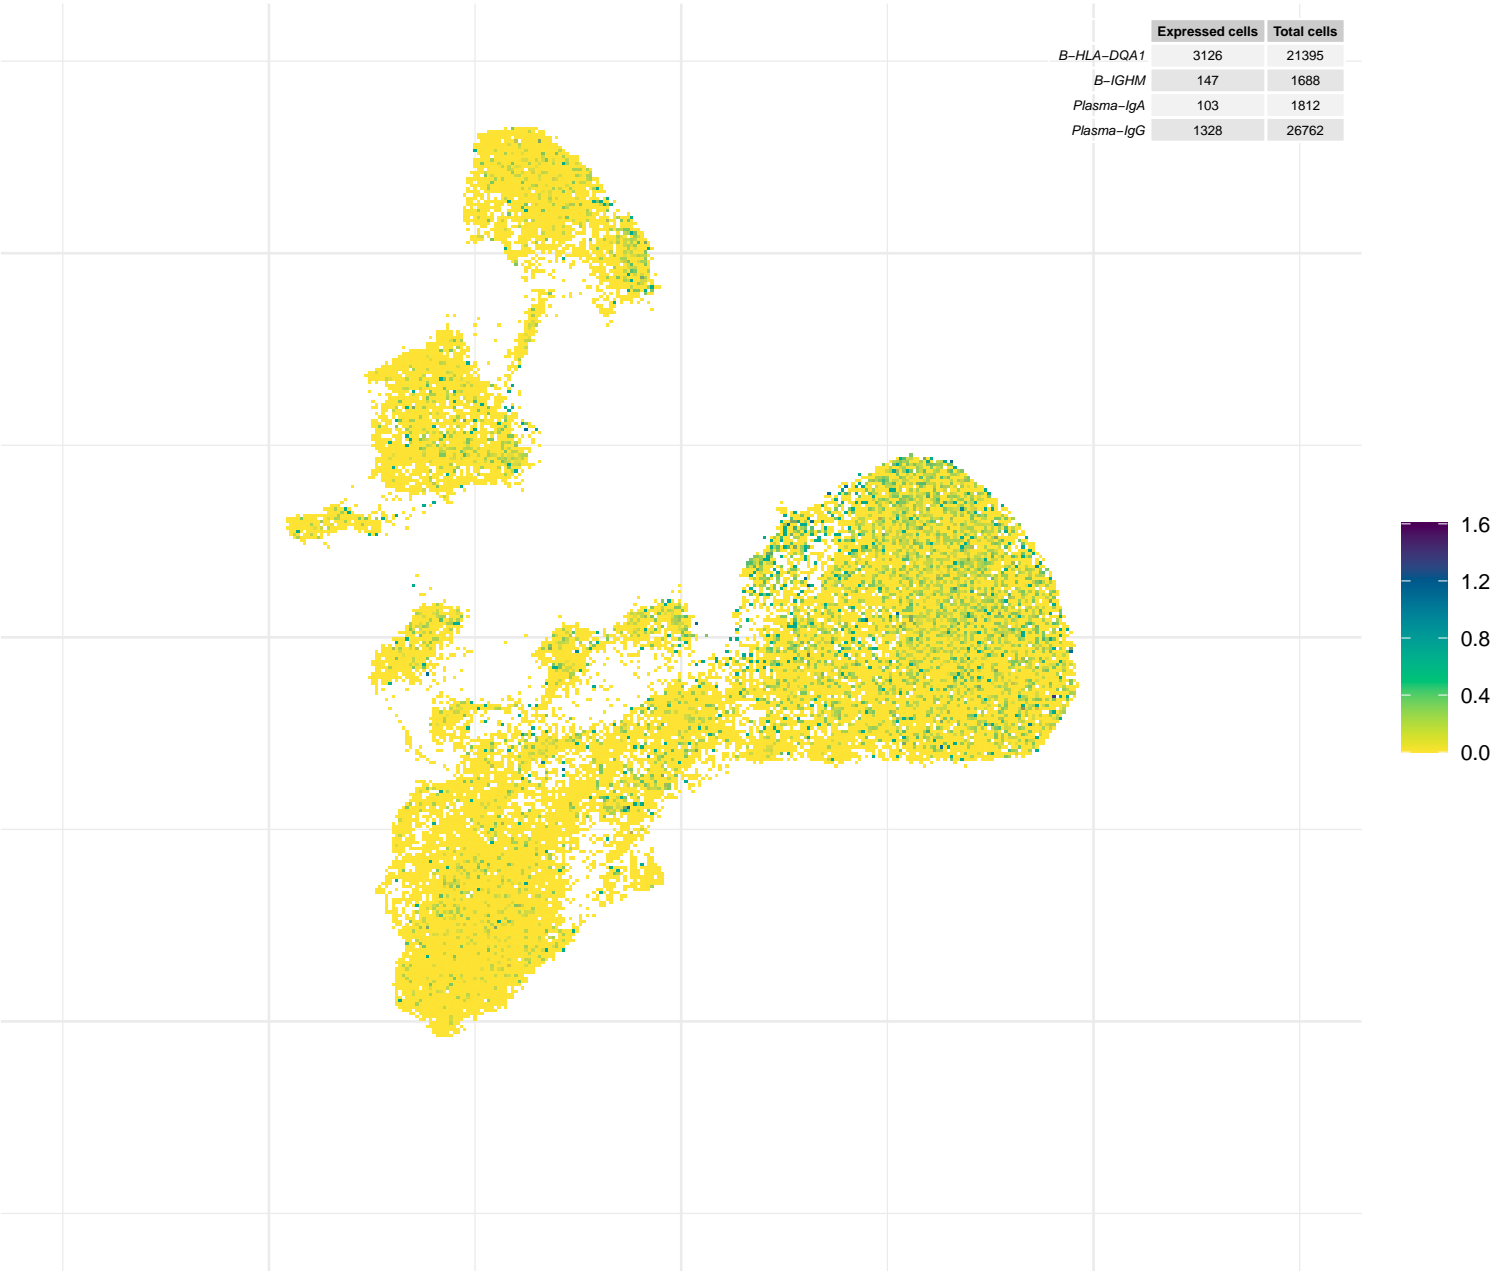 Expressed cells Total cells
B−HLA−DQA1 3126 21395
B−IGHM 147 1688
Plasma−IgA 103 1812
Plasma−IgG 1328 26762
1.6
1.2
0.8
0.4
0.0